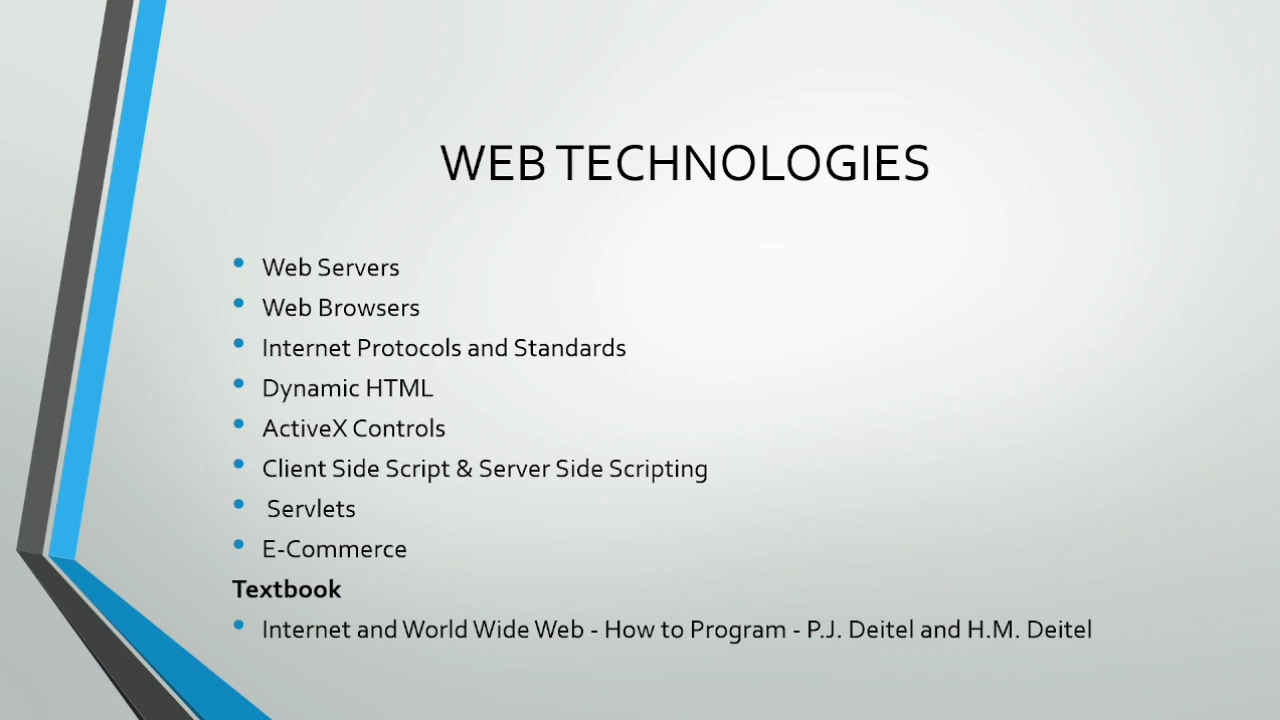 WEB TECHNOLOGIES
• Web Servers
• Web Browsers
• Internet Protocols and Standards
• Dynamic HTML
• ActiveX Controls
• Client Side Script & Server Side Scripting
• Servlets
• E-Commerce
Textbook
• Internet and World Wide Web - How to Program - P.J. Deitel and H.M. Deitel